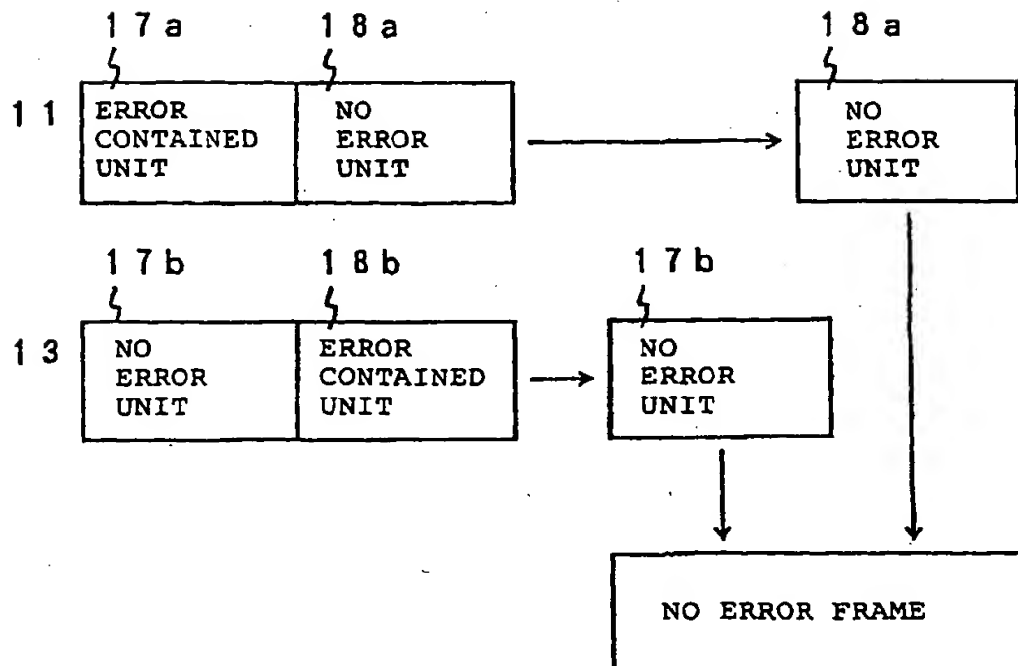 17a 18a 18a
11
ERROR CONTAINED UNIT
NO ERROR UNIT
NO ERROR UNIT
17b 18b 17b
13
NO ERROR UNIT
ERROR CONTAINED UNIT
NO ERROR UNIT
NO ERROR FRAME